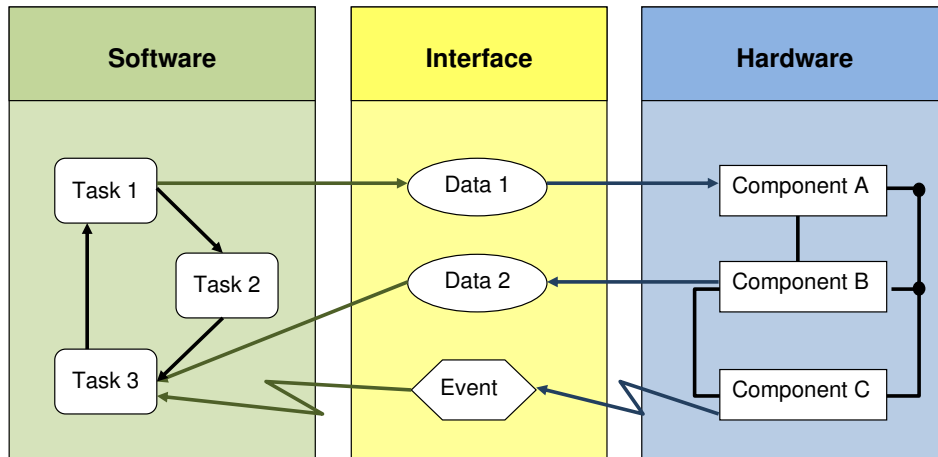 Software
Interface
Hardware
Task 1
Data 1
Component A
Task 2
Data 2
Component B
Task 3
Event
Component C